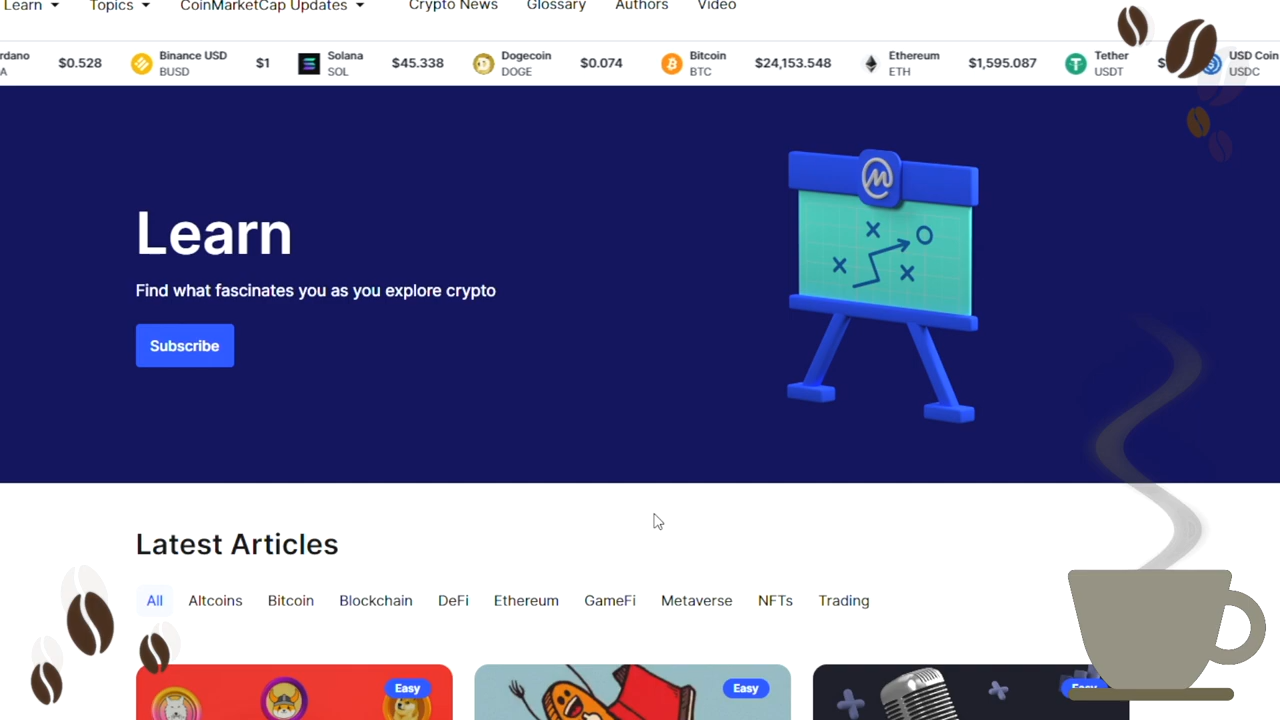 Learn Topics CoinMarketCap Updates Crypto News Glossary Authors Video
rdano Binance USD Solana Dogecoin Bitcoin Ethereum Tether USD Coin
A $0.528 BUSD $1 SOL $45.338 DOGE $0.074 BTC $24,153.548 ETH $1,595.087 USDT $ USDC
Learn
Find what fascinates you as you explore crypto
Subscribe
Latest Articles
All Altcoins Bitcoin Blockchain DeFi Ethereum GameFi Metaverse NFTs Trading
Easy Easy Easy